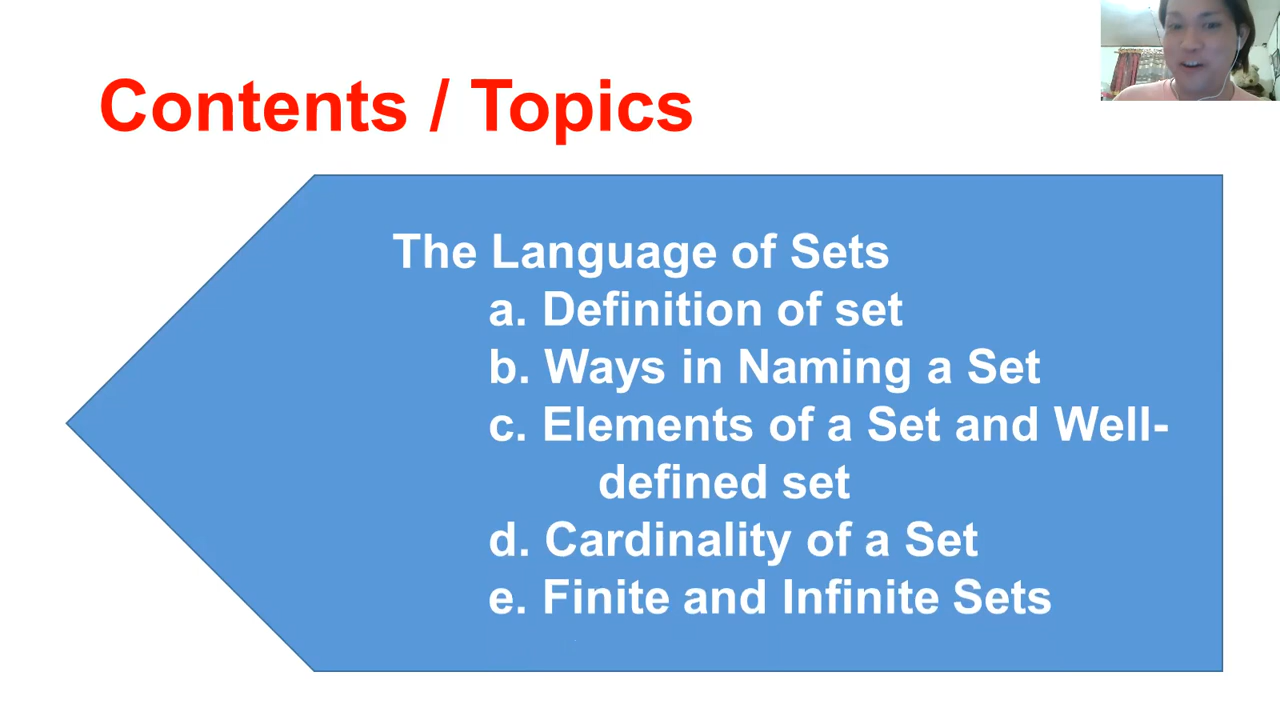 Contents / Topics
The Language of Sets
a. Definition of set
b. Ways in Naming a Set
c. Elements of a Set and Well-
defined set
d. Cardinality of a Set
e. Finite and Infinite Sets